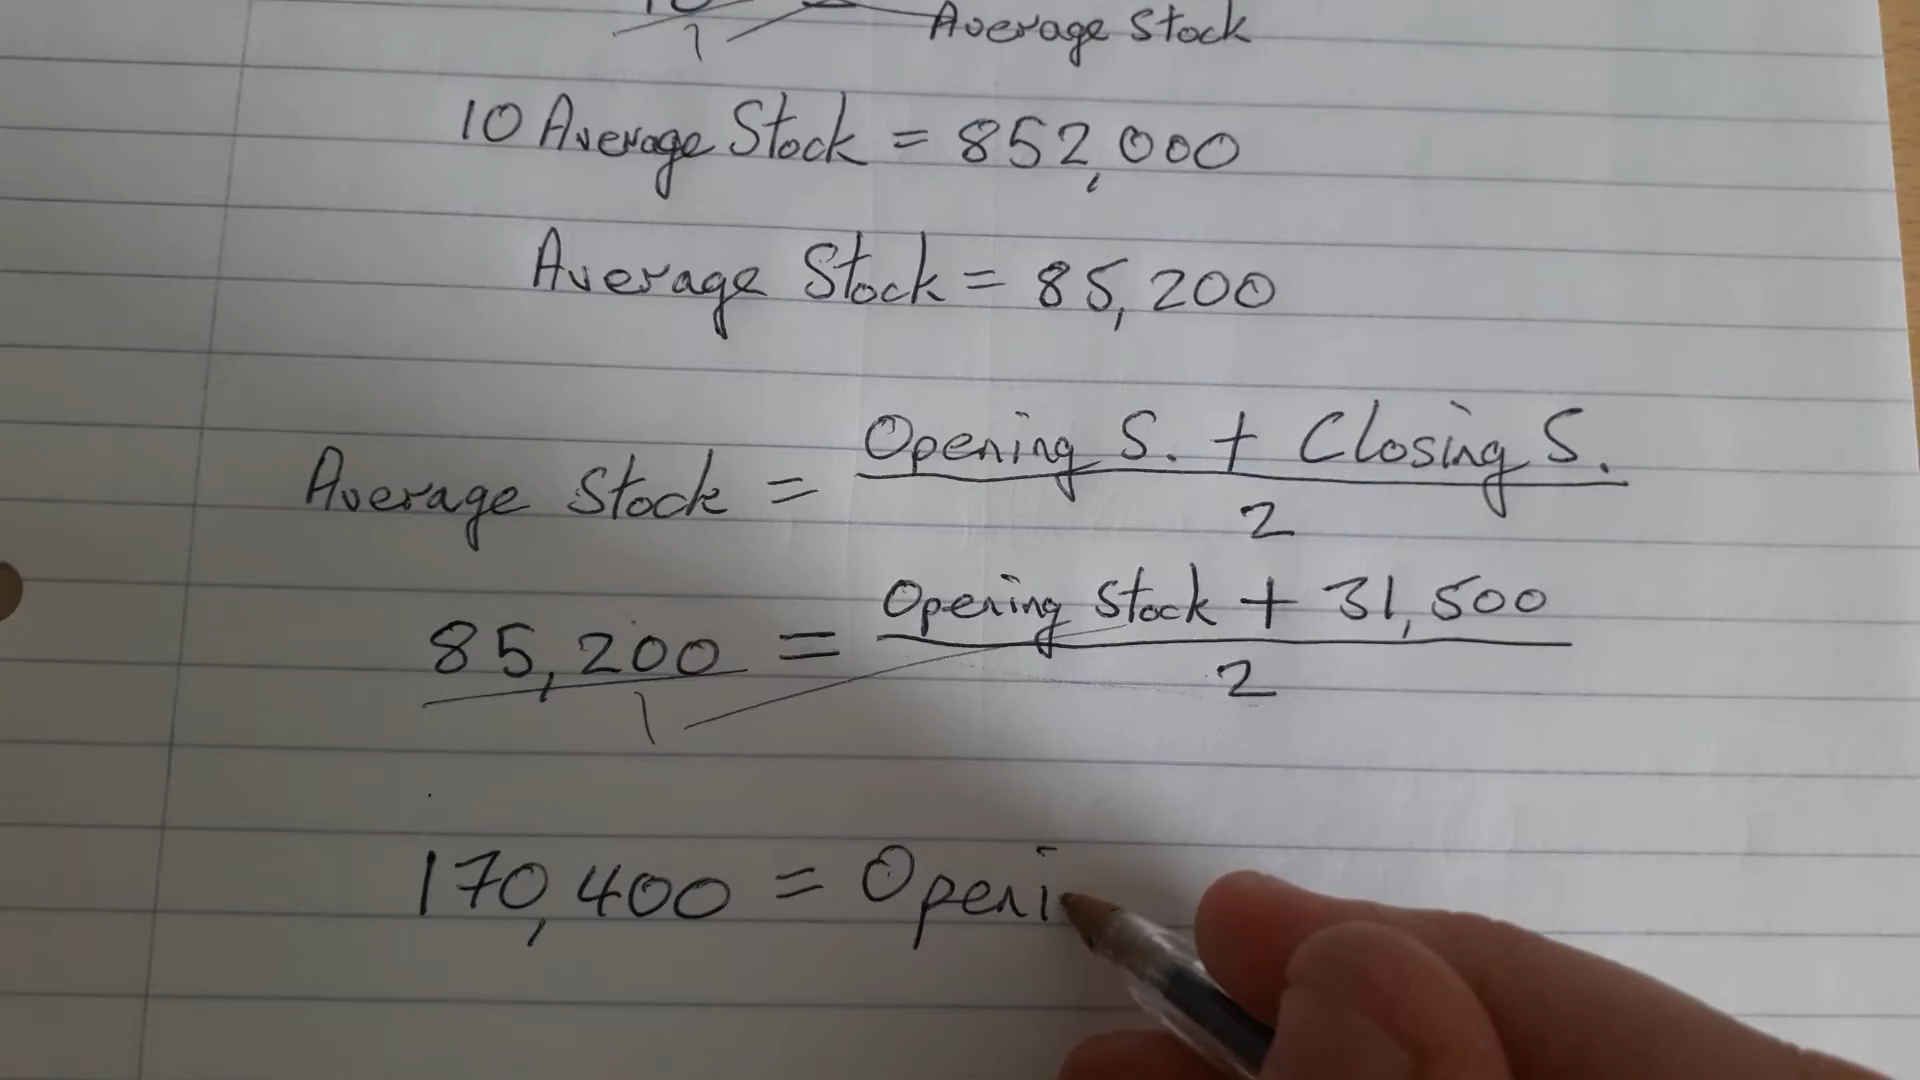 Average Stock
1
10 Average Stock = 852,000
Average Stock = 85,200
Opening S. + Closing S.
Average Stock =
2
Opening Stock + 31,500
85,200 =
1
2
170,400 = Openi